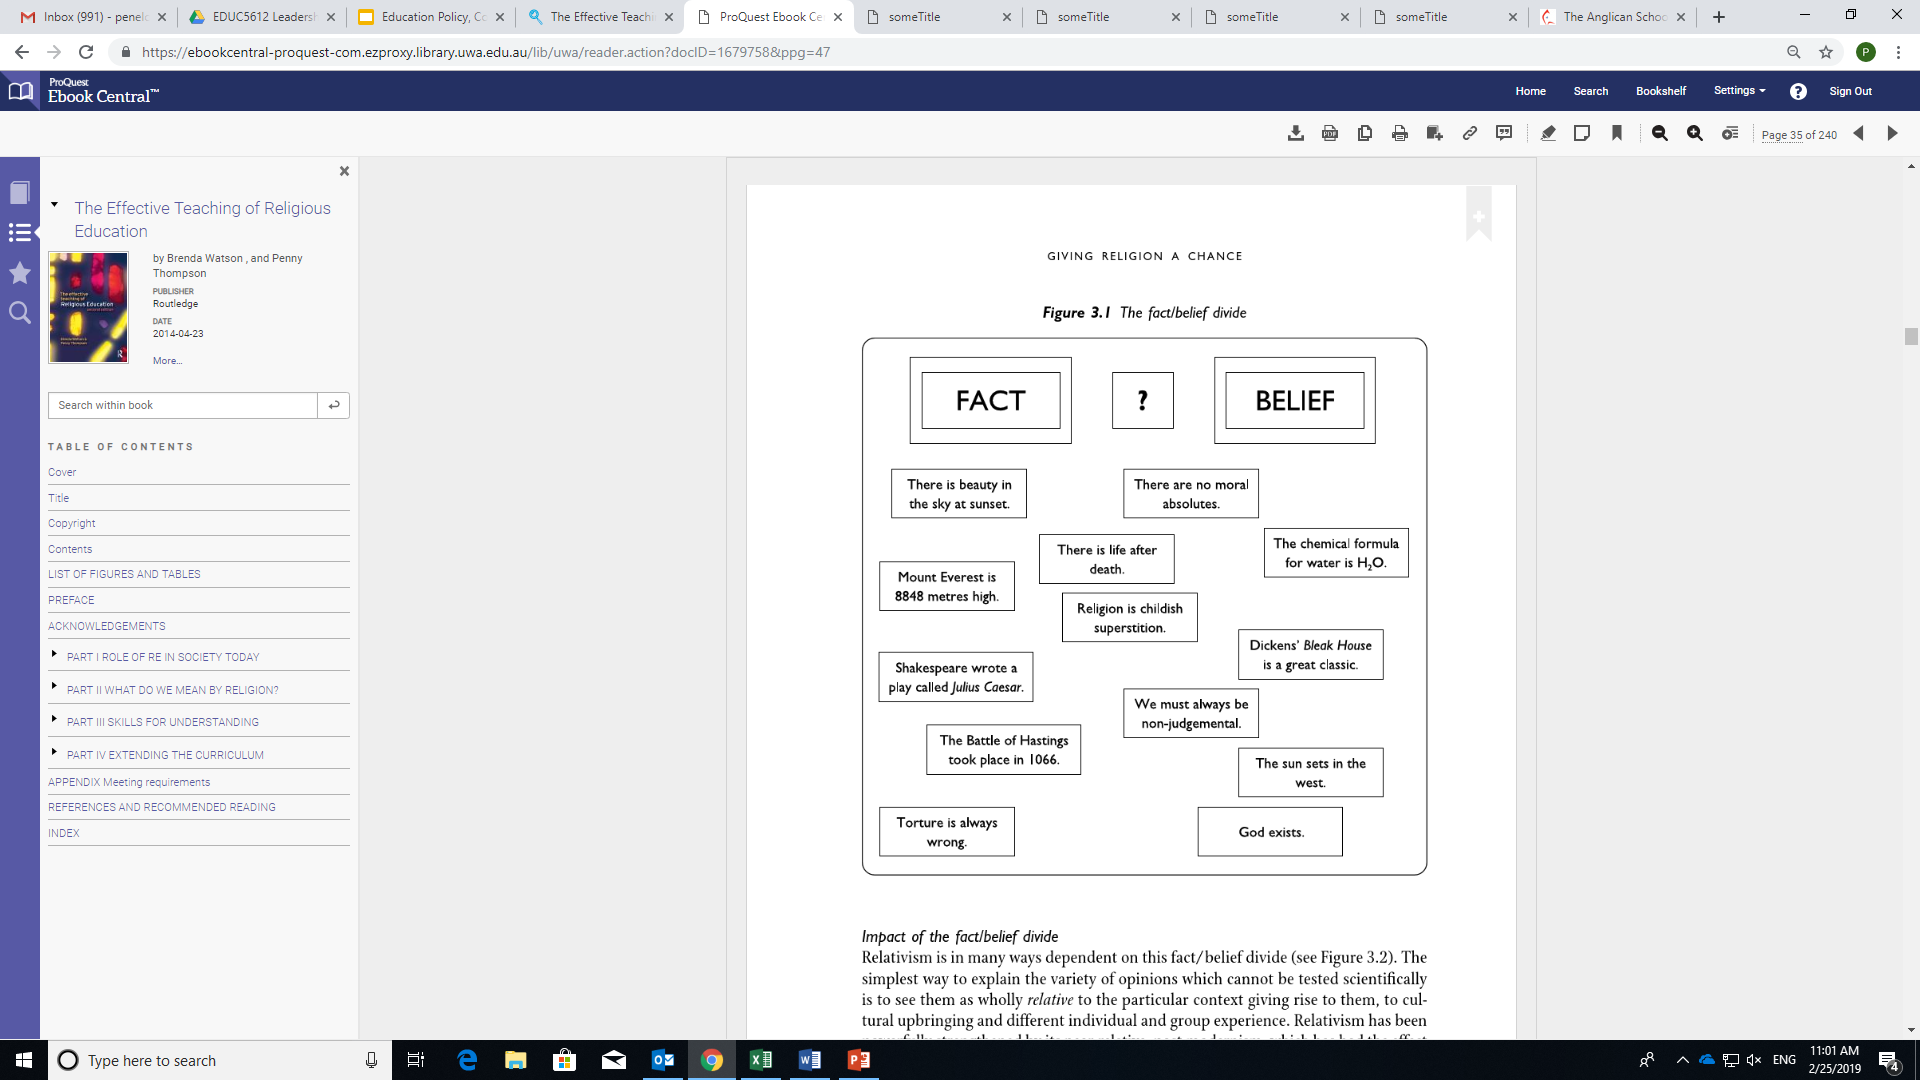 Inbox (991) - penel
EDUC5612 Leadersh
Education Policy, Co
The Effective Teachin
ProQuest Ebook Ce
someTitle
someTitle
someTitle
someTitle
The Anglican Schoo
https://ebookcentral-proquest-com.ezproxy.library.uwa.edu.au/lib/uwa/reader.action?docID=1679758&ppg=47
P
ProQuest
Ebook Central™
Home
Search
Bookshelf
Settings
Sign Out
Page 35 of 240
The Effective Teaching of Religious
Education
by Brenda Watson , and Penny
Thompson
PUBLISHER
Routledge
DATE
2014-04-23
More...
Search within book
TABLE OF CONTENTS
Cover
Title
Copyright
Contents
LIST OF FIGURES AND TABLES
PREFACE
ACKNOWLEDGEMENTS
PART I ROLE OF RE IN SOCIETY TODAY
PART II WHAT DO WE MEAN BY RELIGION?
PART III SKILLS FOR UNDERSTANDING
PART IV EXTENDING THE CURRICULUM
APPENDIX Meeting requirements
REFERENCES AND RECOMMENDED READING
INDEX
GIVING RELIGION A CHANCE
Figure 3.1 The fact/belief divide
FACT
?
BELIEF
There is beauty in
the sky at sunset.
There are no moral
absolutes.
There is life after
death.
The chemical formula
for water is H₂O.
Mount Everest is
8848 metres high.
Religion is childish
superstition.
Dickens' Bleak House
is a great classic.
Shakespeare wrote a
play called Julius Caesar.
We must always be
non-judgemental.
The Battle of Hastings
took place in 1066.
The sun sets in the
west.
Torture is always
wrong.
God exists.
Impact of the fact/belief divide
Relativism is in many ways dependent on this fact/belief divide (see Figure 3.2). The
simplest way to explain the variety of opinions which cannot be tested scientifically
is to see them as wholly relative to the particular context giving rise to them, to cul-
tural upbringing and different individual and group experience. Relativism has been
Type here to search
ENG
11:01 AM
2/25/2019
4